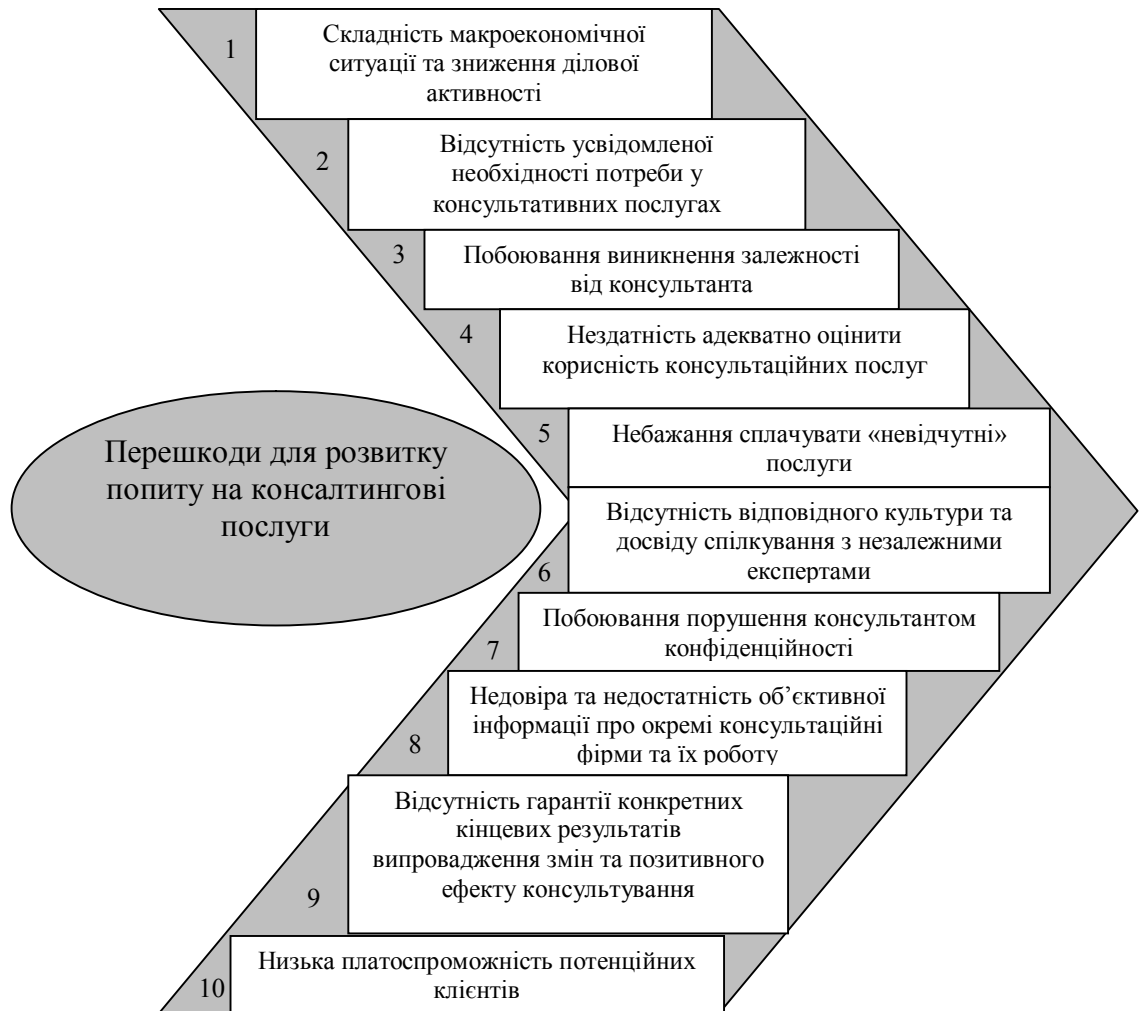 1
Складність макроекономічної
ситуації та зниження ділової
активності
2
Відсутність усвідомленої
необхідності потреби у
консультативних послугах
3
Побоювання виникнення залежності
від консультанта
4
Нездатність адекватно оцінити
корисність консультаційних послуг
Перешкоди для розвитку
попиту на консалтингові
послуги
5
Небажання сплачувати «невідчутні»
послуги
6
Відсутність відповідного культури та
досвіду спілкування з незалежними
експертами
7
Побоювання порушення консультантом
конфіденційності
8
Недовіра та недостатність об’єктивної
інформації про окремі консультаційні
фірми та їх роботу
9
Відсутність гарантії конкретних
кінцевих результатів
випровадження змін та позитивного
ефекту консультування
10
Низька платоспроможність потенційних
клієнтів